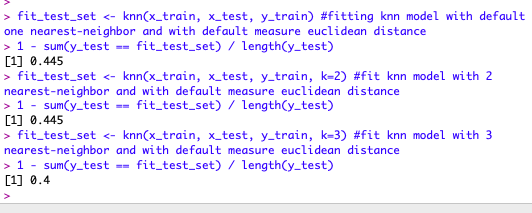 >
> fit_test_set <- knn(x_train, x_test, y_train) #fitting knn model with default
one nearest-neighbor and with default measure euclidean distance
> 1 - sum(y_test == fit_test_set) / length(y_test)
[1] 0.445
> fit_test_set <- knn(x_train, x_test, y_train, k=2) #fit knn model with 2
nearest-neighbor and with default measure euclidean distance
> 1 - sum(y_test == fit_test_set) / length(y_test)
[1] 0.445
> fit_test_set <- knn(x_train, x_test, y_train, k=3) #fit knn model with 3
nearest-neighbor and with default measure euclidean distance
> 1 - sum(y_test == fit_test_set) / length(y_test)
[1] 0.4
>